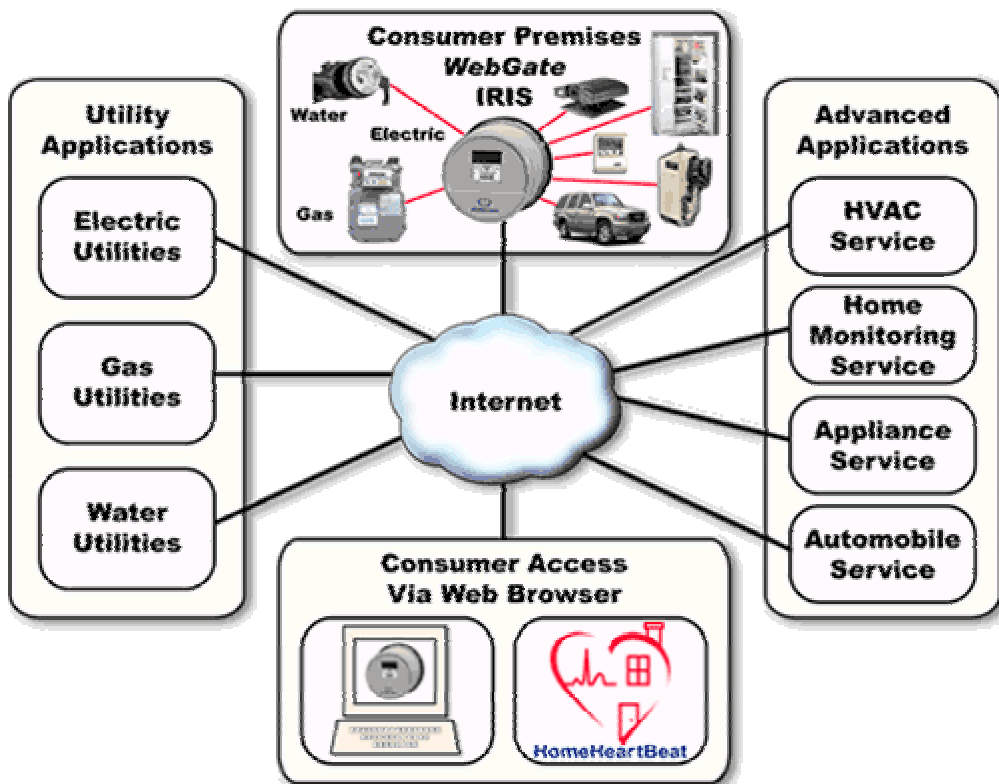 Consumer Premises
WebGate
IRIS
Water
Electric
Gas
Utility
Applications
Electric
Utilities
Gas
Utilities
Water
Utilities
Internet
Advanced
Applications
HVAC
Service
Home
Monitoring
Service
Appliance
Service
Automobile
Service
Consumer Access
Via Web Browser
HomeHeartBeat